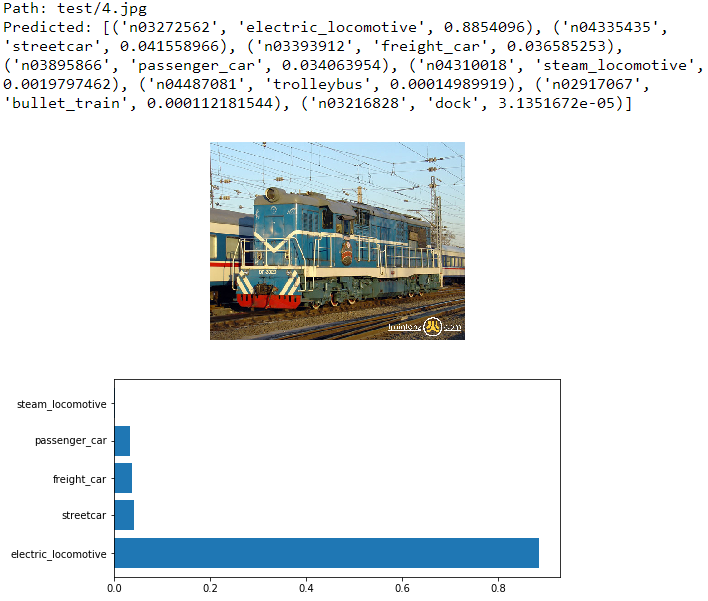 Path: test/4.jpg
Predicted: [('n03272562', 'electric_locomotive', 0.8854096), ('n04335435',
'streetcar', 0.041558966), ('n03393912', 'freight_car', 0.036585253),
('n03895866', 'passenger_car', 0.034063954), ('n04310018', 'steam_locomotive',
0.0019797462), ('n04487081', 'trolleybus', 0.00014989919), ('n02917067',
'bullet_train', 0.000112181544), ('n03216828', 'dock', 3.1351672e-05)]
steam_locomotive
passenger_car
freight_car
streetcar
electric_locomotive
0.0 0.2 0.4 0.6 0.8